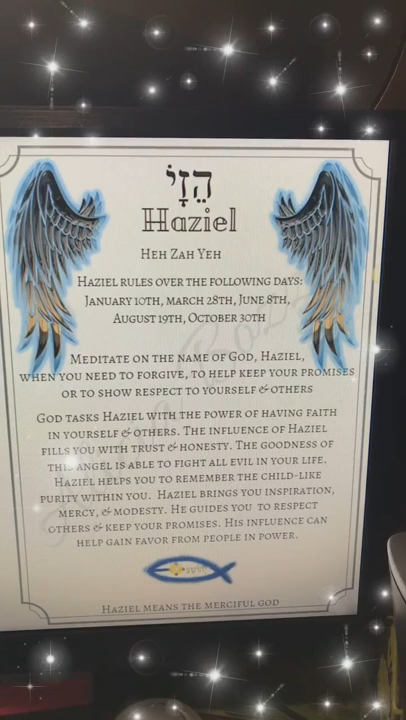 הֵזָיֹ
Haziel
Heh Zah Yeh
Haziel rules over the following days:
January 10th, march 28th, June 8th,
August 19th, October 30th
Meditate on the name of God, Haziel,
when you need to forgive, to help keep your promises
or to show respect to yourself & others
God tasks Haziel with the power of having faith
in yourself & others. The influence of Haziel
fills you with trust & honesty. The goodness of
this angel is able to fight all evil in your life.
Haziel helps you to remember the child-like
purity within you. Haziel brings you inspiration,
mercy, & modesty. He guides you to respect
others & keep your promises. His influence can
help gain favor from people in power.
Haziel means the merciful god